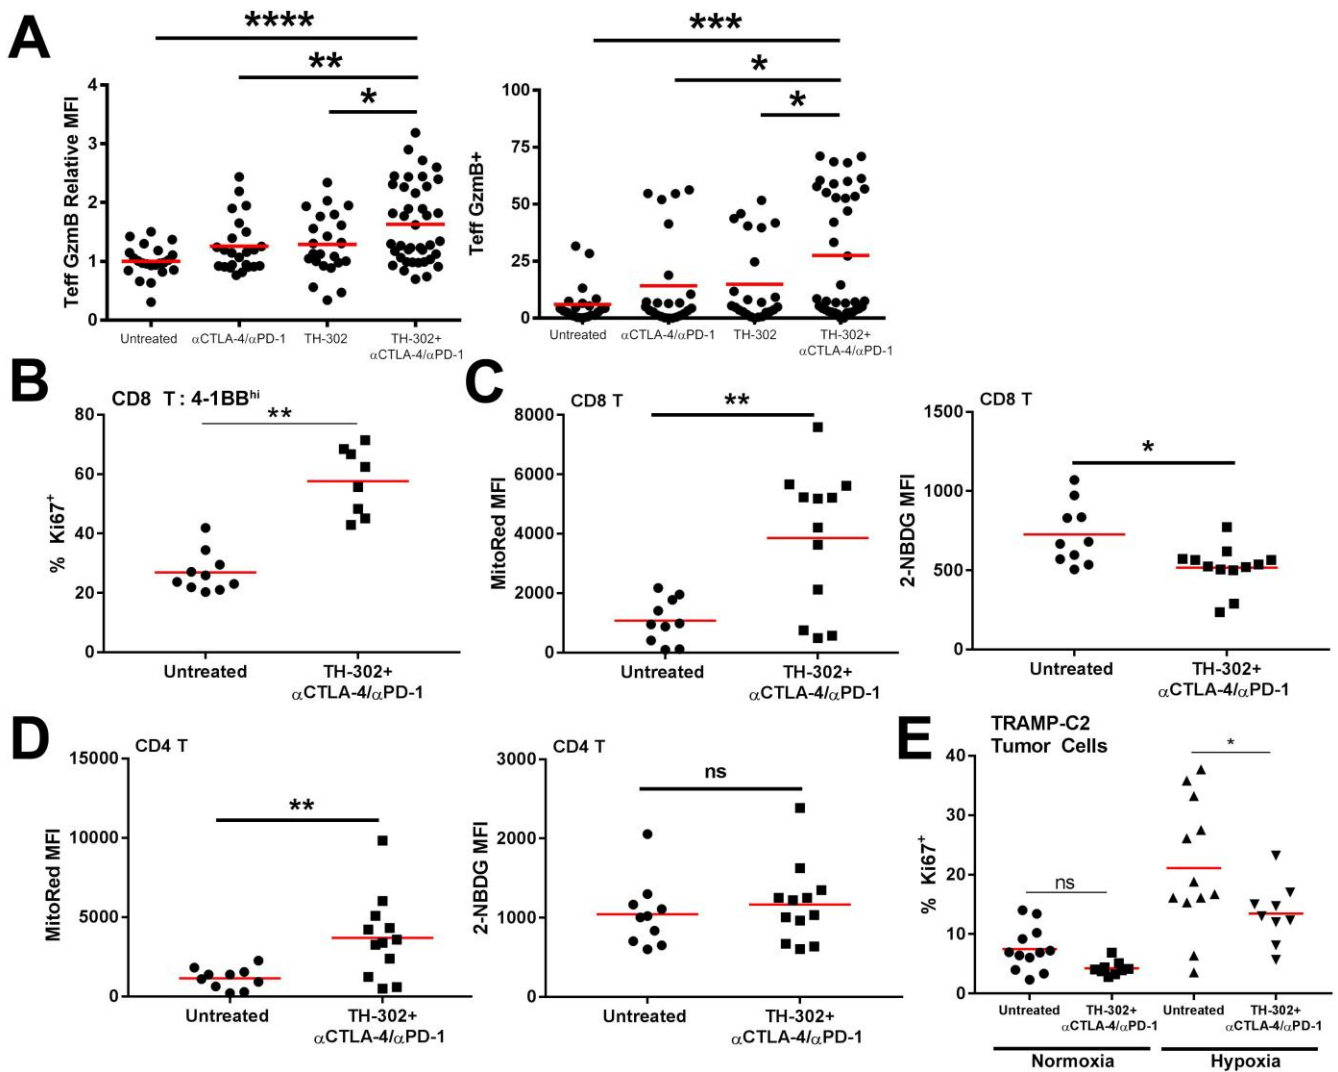 A
****
**
*
Teff GzmB Relative MFI
4
3
2
1
0
Untreated
αCTLA-4/αPD-1
TH-302
TH-302+
αCTLA-4/αPD-1
***
*
*
Teff GzmB+
100
75
50
25
0
Untreated
αCTLA-4/αPD-1
TH-302
TH-302+
αCTLA-4/αPD-1
B
CD8 T : 4-1BBʰⁱ
**
% Ki67⁺
80
60
40
20
0
Untreated
TH-302+
αCTLA-4/αPD-1
C
CD8 T
**
MitoRed MFI
8000
6000
4000
2000
0
Untreated
TH-302+
αCTLA-4/αPD-1
CD8 T
*
2-NBDG MFI
1500
1000
500
0
Untreated
TH-302+
αCTLA-4/αPD-1
D
CD4 T
**
MitoRed MFI
15000
10000
5000
0
Untreated
TH-302+
αCTLA-4/αPD-1
CD4 T
ns
2-NBDG MFI
3000
2000
1000
0
Untreated
TH-302+
αCTLA-4/αPD-1
E
TRAMP-C2
Tumor Cells
*
ns
% Ki67⁺
40
30
20
10
0
Untreated
TH-302+
αCTLA-4/αPD-1
Untreated
TH-302+
αCTLA-4/αPD-1
Normoxia
Hypoxia